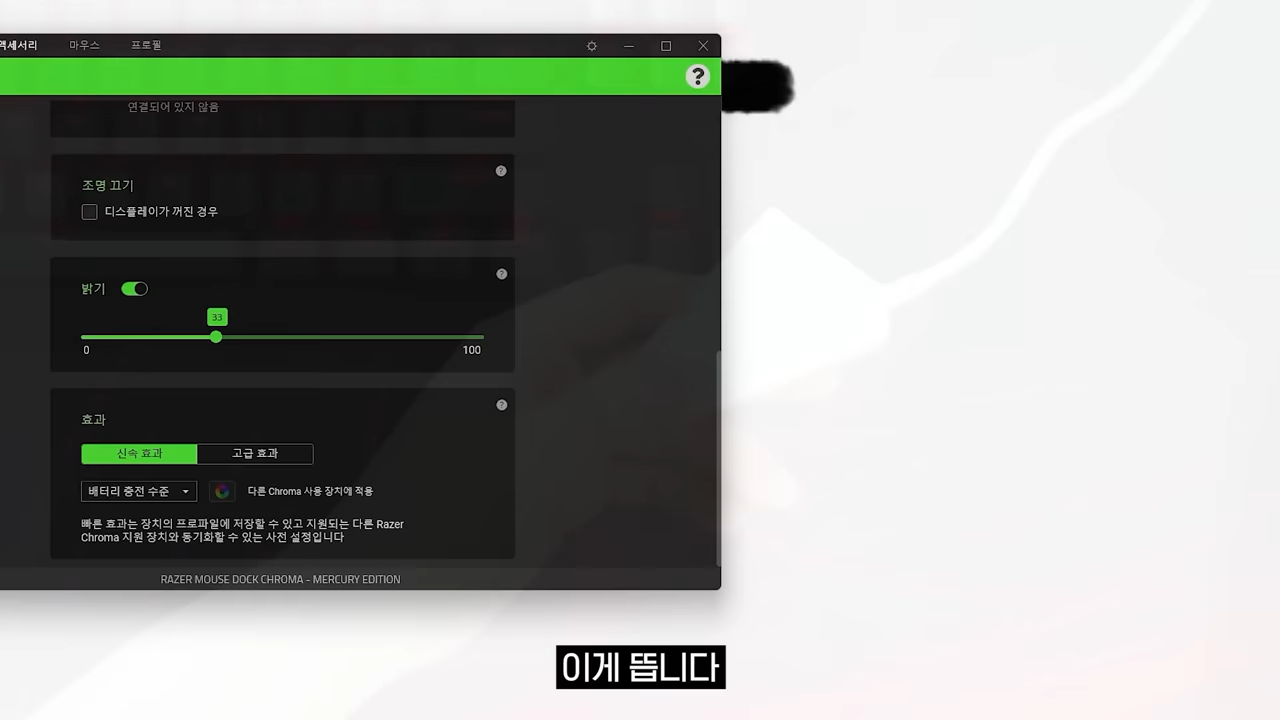 액세서리 마우스 프로필
?
연결되어 있지 않음
조명 끄기 ?
디스플레이가 꺼진 경우
밝기 ?
33
0 100
효과 ?
신속 효과 고급 효과
배터리 충전 수준 다른 Chroma 사용 장치에 적용
빠른 효과는 장치의 프로파일에 저장할 수 있고 지원되는 다른 Razer
Chroma 지원 장치와 동기화할 수 있는 사전 설정입니다
RAZER MOUSE DOCK CHROMA - MERCURY EDITION
이게 뜹니다